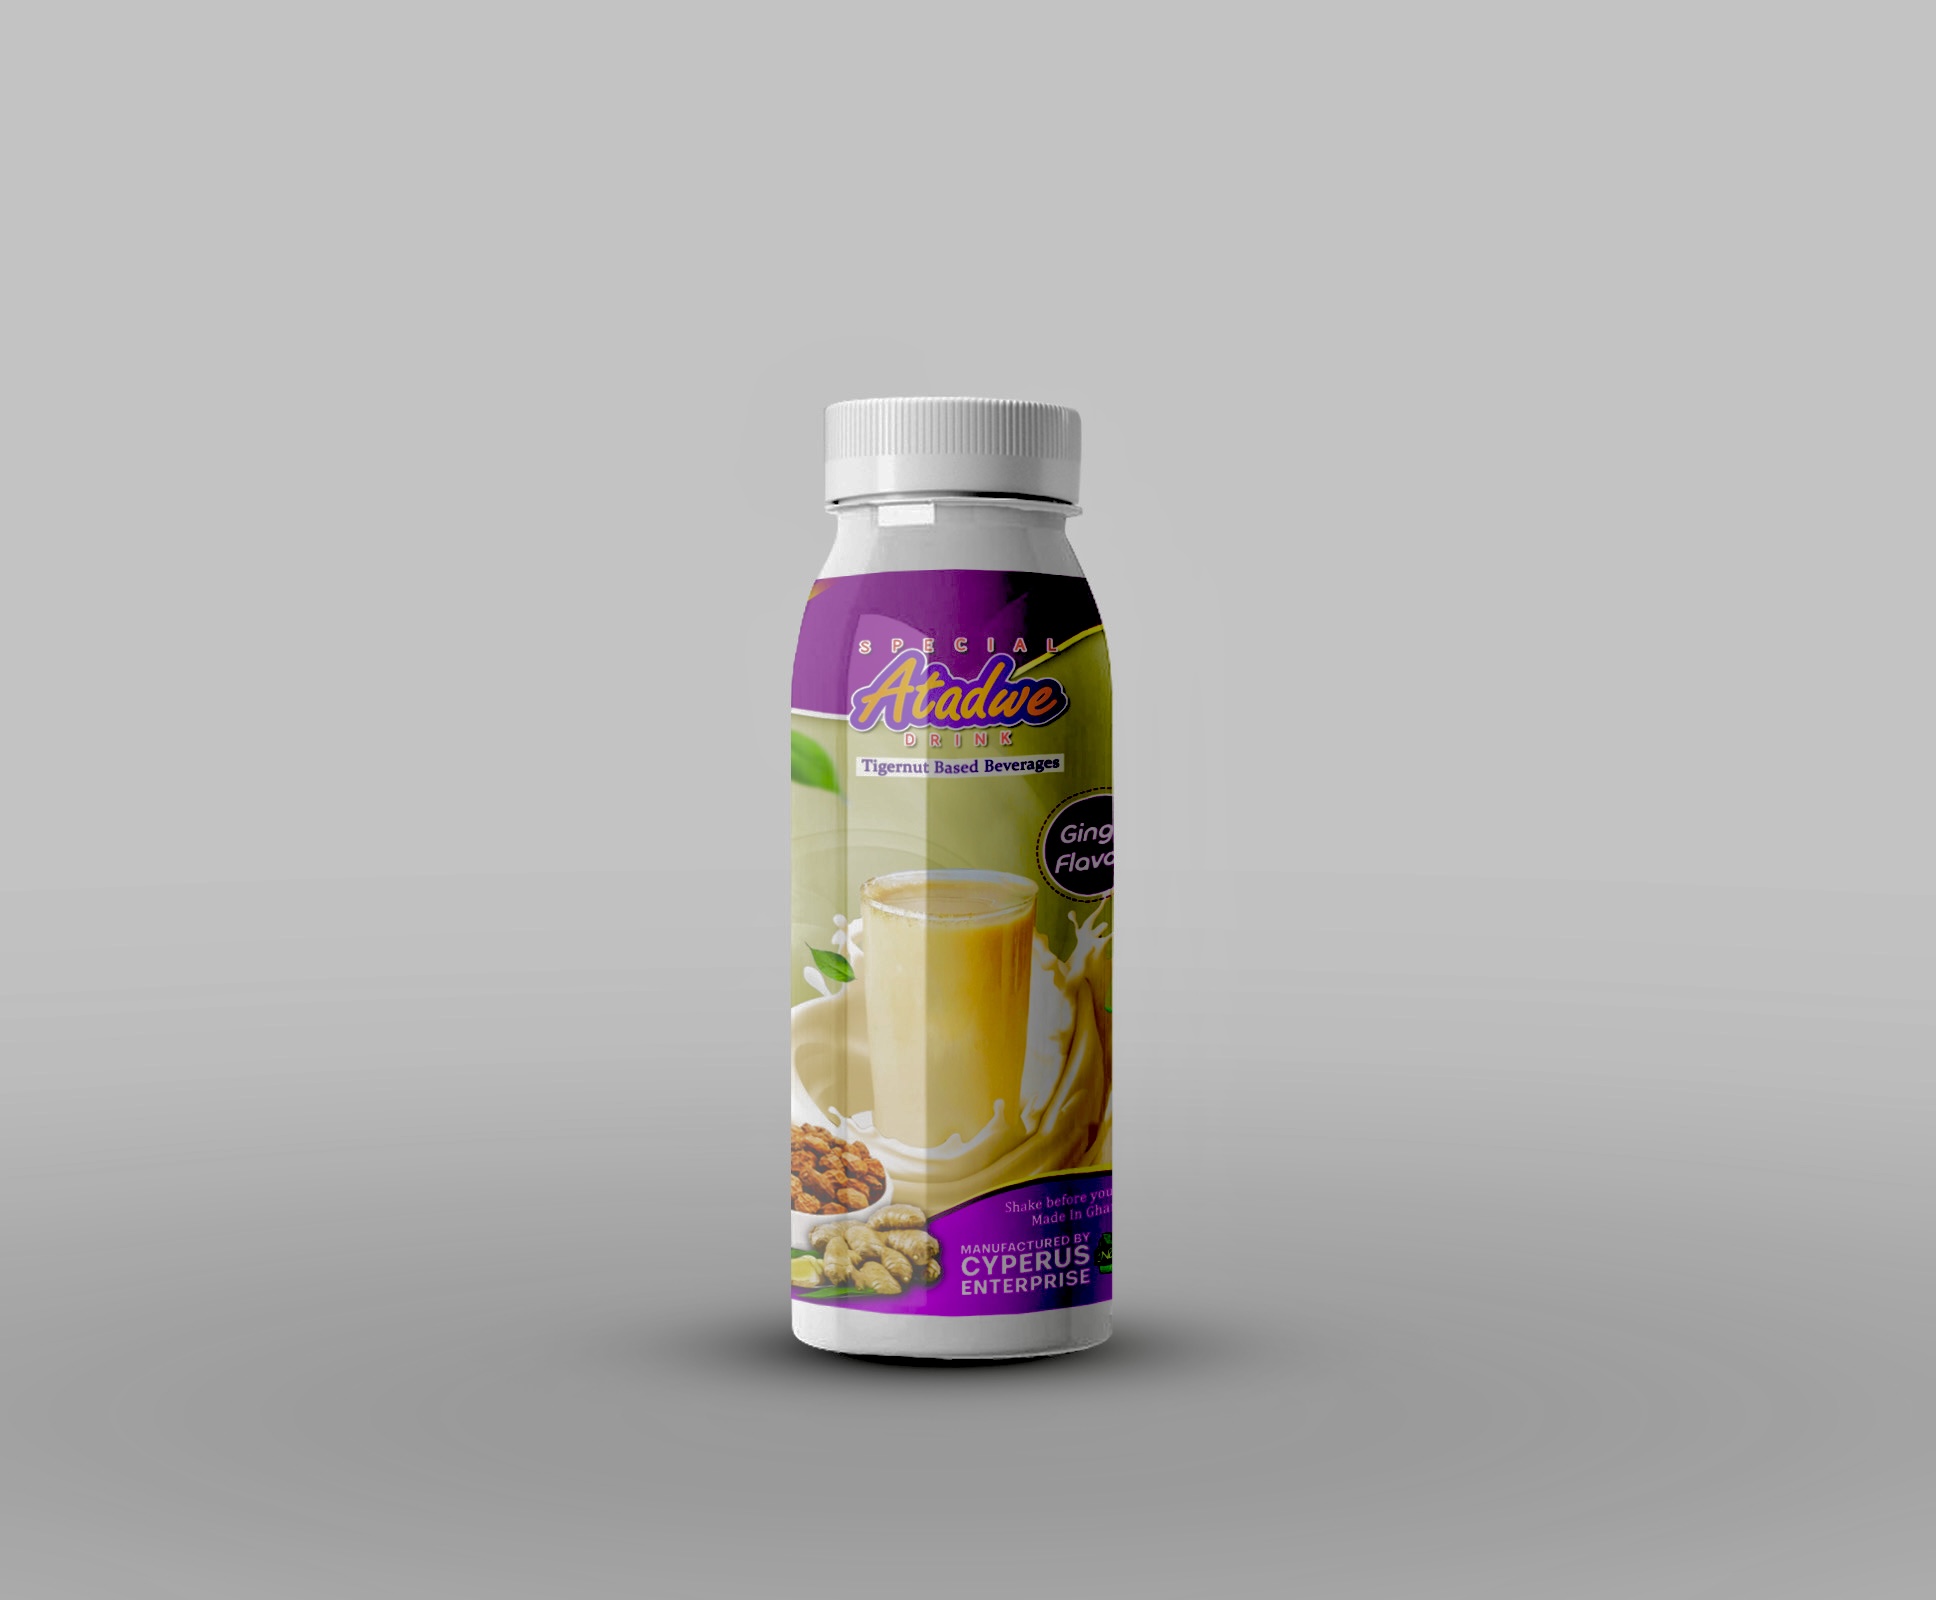 SPECIAL
Atadwe
DRINK
Tigernut Based Beverages
Ging
Flavo
Shake before you
Made In Gha
MANUFACTURED BY
CYPERUS
ENTERPRISE